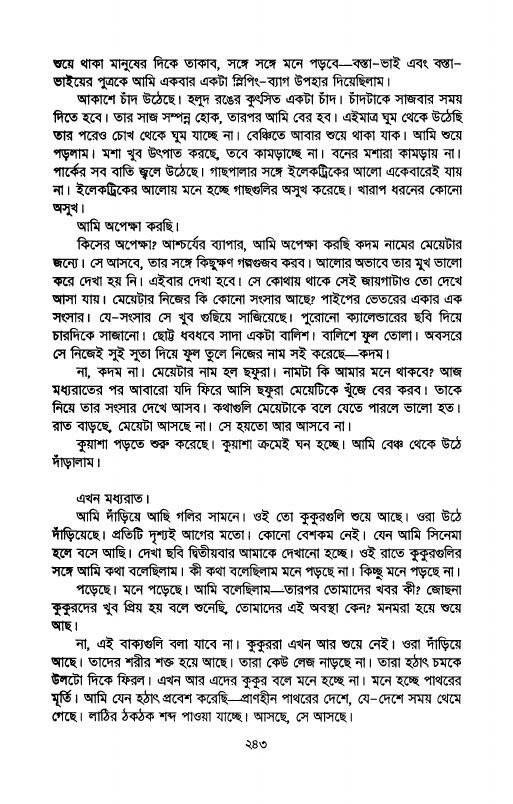 শুয়ে থাকা মানুষের দিকে তাকাব, সঙ্গে সঙ্গে মনে পড়বে—বস্তা-ভাই এবং বস্তা-
ভাইয়ের পুত্রকে আমি একবার একটা স্লিপিং-ব্যাগ উপহার দিয়েছিলাম।
আকাশে চাঁদ উঠেছে। হলুদ রঙের কুৎসিত একটা চাঁদ। চাঁদটাকে সাজবার সময়
দিতে হবে। তার সাজ সম্পন্ন হোক, তারপর আমি বের হব। এইমাত্র ঘুম থেকে উঠেছি
তার পরেও চোখ থেকে ঘুম যাচ্ছে না। বেঞ্চিতে আবার শুয়ে থাকা যাক। আমি শুয়ে
পড়লাম। মশা খুব উৎপাত করছে, তবে কামড়াচ্ছে না। বনের মশারা কামড়ায় না।
পার্কের সব বাতি জ্বলে উঠেছে। গাছপালার সঙ্গে ইলেকট্রিকের আলো একেবারেই যায়
না। ইলেকট্রিকের আলোয় মনে হচ্ছে গাছগুলির অসুখ করেছে। খারাপ ধরনের কোনো
অসুখ।
আমি অপেক্ষা করছি।
কিসের অপেক্ষা? আশ্চর্যের ব্যাপার, আমি অপেক্ষা করছি কদম নামের মেয়েটার
জন্যে। সে আসবে, তার সঙ্গে কিছুক্ষণ গল্পগুজব করব। আলোর অভাবে তার মুখ ভালো
করে দেখা হয় নি। এইবার দেখা হবে। সে কোথায় থাকে সেই জায়গাটাও তো দেখে
আসা যায়। মেয়েটার নিজের কি কোনো সংসার আছে? পাইপের ভেতরের একার এক
সংসার। যে-সংসার সে খুব গুছিয়ে সাজিয়েছে। পুরোনো ক্যালেন্ডারের ছবি দিয়ে
চারদিকে সাজানো। ছোট্ট ধবধবে সাদা একটা বালিশ। বালিশে ফুল তোলা। অবসরে
সে নিজেই সুই সুতা দিয়ে ফুল তুলে নিজের নাম সই করেছে—কদম।
না, কদম না। মেয়েটার নাম হল ছফুরা। নামটা কি আমার মনে থাকবে? আজ
মধ্যরাতের পর আবারো যদি ফিরে আসি ছফুরা মেয়েটিকে খুঁজে বের করব। তাকে
নিয়ে তার সংসার দেখে আসব। কথাগুলি মেয়েটাকে বলে যেতে পারলে ভালো হত।
রাত বাড়ছে, মেয়েটা আসছে না। সে হয়তো আর আসবে না।
কুয়াশা পড়তে শুরু করেছে। কুয়াশা ক্রমেই ঘন হচ্ছে। আমি বেঞ্চ থেকে উঠে
দাঁড়ালাম।
এখন মধ্যরাত।
আমি দাঁড়িয়ে আছি গলির সামনে। ওই তো কুকুরগুলি শুয়ে আছে। ওরা উঠে
দাঁড়িয়েছে। প্রতিটি দৃশ্যই আগের মতো। কোনো বেশকম নেই। যেন আমি সিনেমা
হলে বসে আছি। দেখা ছবি দ্বিতীয়বার আমাকে দেখানো হচ্ছে। ওই রাতে কুকুরগুলির
সঙ্গে আমি কথা বলেছিলাম। কী কথা বলেছিলাম মনে পড়ছে না। কিচ্ছু মনে পড়ছে না।
পড়েছে। মনে পড়েছে। আমি বলেছিলাম—তারপর তোমাদের খবর কী? জোছনা
কুকুরদের খুব প্রিয় হয় বলে শুনেছি, তোমাদের এই অবস্থা কেন? মনমরা হয়ে শুয়ে
আছ।
না, এই বাক্যগুলি বলা যাবে না। কুকুররা এখন আর শুয়ে নেই। ওরা দাঁড়িয়ে
আছে। তাদের শরীর শক্ত হয়ে আছে। তারা কেউ লেজ নাড়ছে না। তারা হঠাৎ চমকে
উলটো দিকে ফিরল। এখন আর এদের কুকুর বলে মনে হচ্ছে না। মনে হচ্ছে পাথরের
মূর্তি। আমি যেন হঠাৎ প্রবেশ করেছি—প্রাণহীন পাথরের দেশে, যে-দেশে সময় থেমে
গেছে। লাঠির ঠকঠক শব্দ পাওয়া যাচ্ছে। আসছে, সে আসছে।
২৪৩